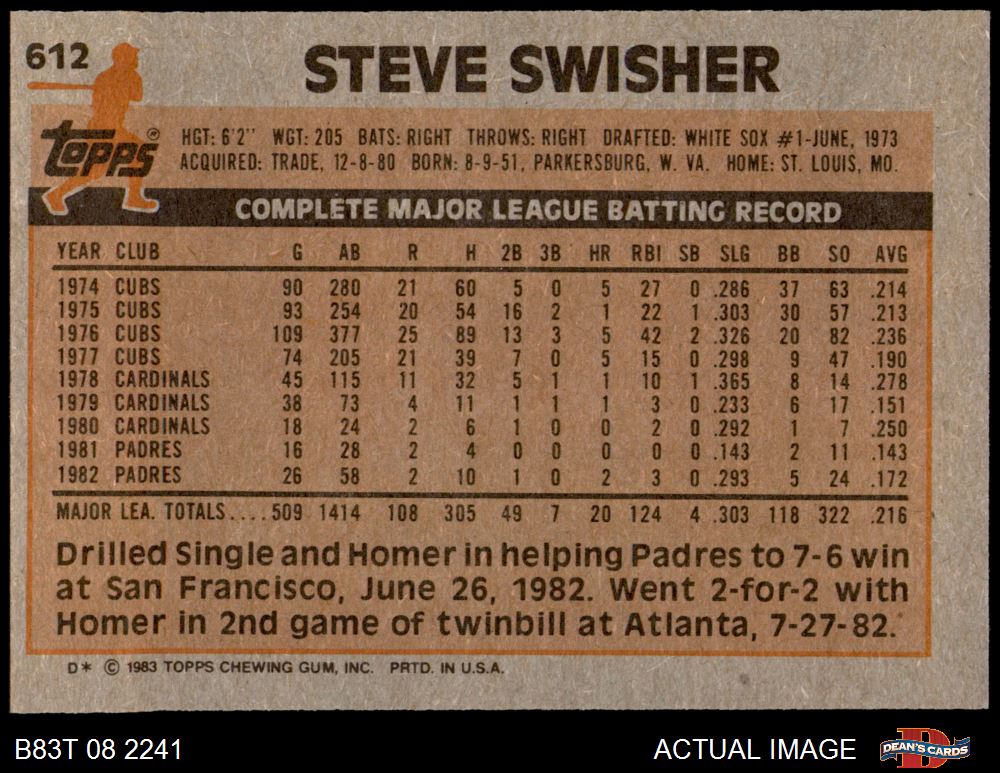 612 STEVE SWISHER
topps®
HGT: 6'2" WGT: 205 BATS: RIGHT THROWS: RIGHT DRAFTED: WHITE SOX #1-JUNE, 1973
ACQUIRED: TRADE, 12-8-80 BORN: 8-9-51, PARKERSBURG, W. VA. HOME: ST. LOUIS, MO.
COMPLETE MAJOR LEAGUE BATTING RECORD
YEAR CLUB G AB R H 2B 3B HR RBI SB SLG BB SO AVG
1974 CUBS 90 280 21 60 5 0 5 27 0 .286 37 63 .214
1975 CUBS 93 254 20 54 16 2 1 22 1 .303 30 57 .213
1976 CUBS 109 377 25 89 13 3 5 42 2 .326 20 82 .236
1977 CUBS 74 205 21 39 7 0 5 15 0 .298 9 47 .190
1978 CARDINALS 45 115 11 32 5 1 1 10 1 .365 8 14 .278
1979 CARDINALS 38 73 4 11 1 1 1 3 0 .233 6 17 .151
1980 CARDINALS 18 24 2 6 1 0 0 2 0 .292 1 7 .250
1981 PADRES 16 28 2 4 0 0 0 0 0 .143 2 11 .143
1982 PADRES 26 58 2 10 1 0 2 3 0 .293 5 24 .172
MAJOR LEA. TOTALS.... 509 1414 108 305 49 7 20 124 4 .303 118 322 .216
Drilled Single and Homer in helping Padres to 7-6 win
at San Francisco, June 26, 1982. Went 2-for-2 with
Homer in 2nd game of twinbill at Atlanta, 7-27-82.
D* © 1983 TOPPS CHEWING GUM, INC. PRTD. IN U.S.A.
B83T 08 2241 ACTUAL IMAGE DEAN'S CARDS